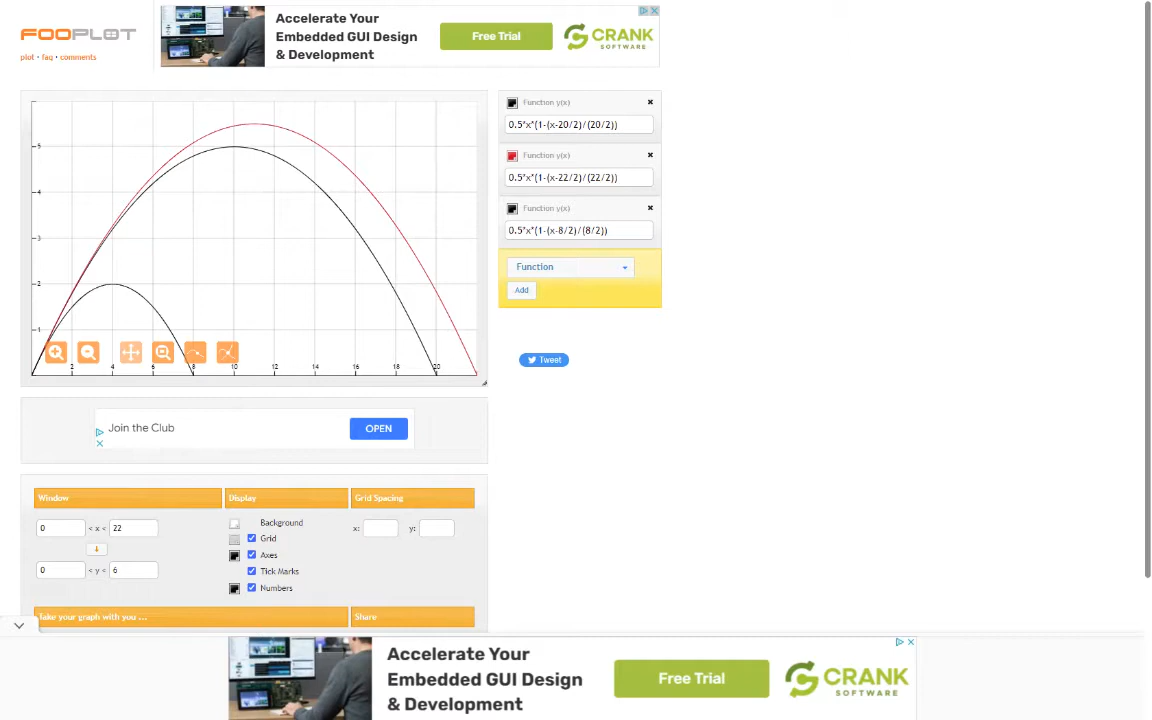 Accelerate Your
Embedded GUI Design
& Development
Free Trial
CRANK
SOFTWARE
FOOPLOT
plot • faq • comments
5
4
3
2
1
2
4
6
8
10
12
14
16
18
20
Function y(x)
0.5*x*(1-(x-20/2)/(20/2))
Function y(x)
0.5*x*(1-(x-22/2)/(22/2))
Function y(x)
0.5*x*(1-(x-8/2)/(8/2))
Function
Add
Tweet
Join the Club
OPEN
Window
Display
Grid Spacing
0 < x < 22
0 < y < 6
Background
Grid
Axes
Tick Marks
Numbers
x:
y:
Take your graph with you ...
Share
Accelerate Your
Embedded GUI Design
& Development
Free Trial
CRANK
SOFTWARE